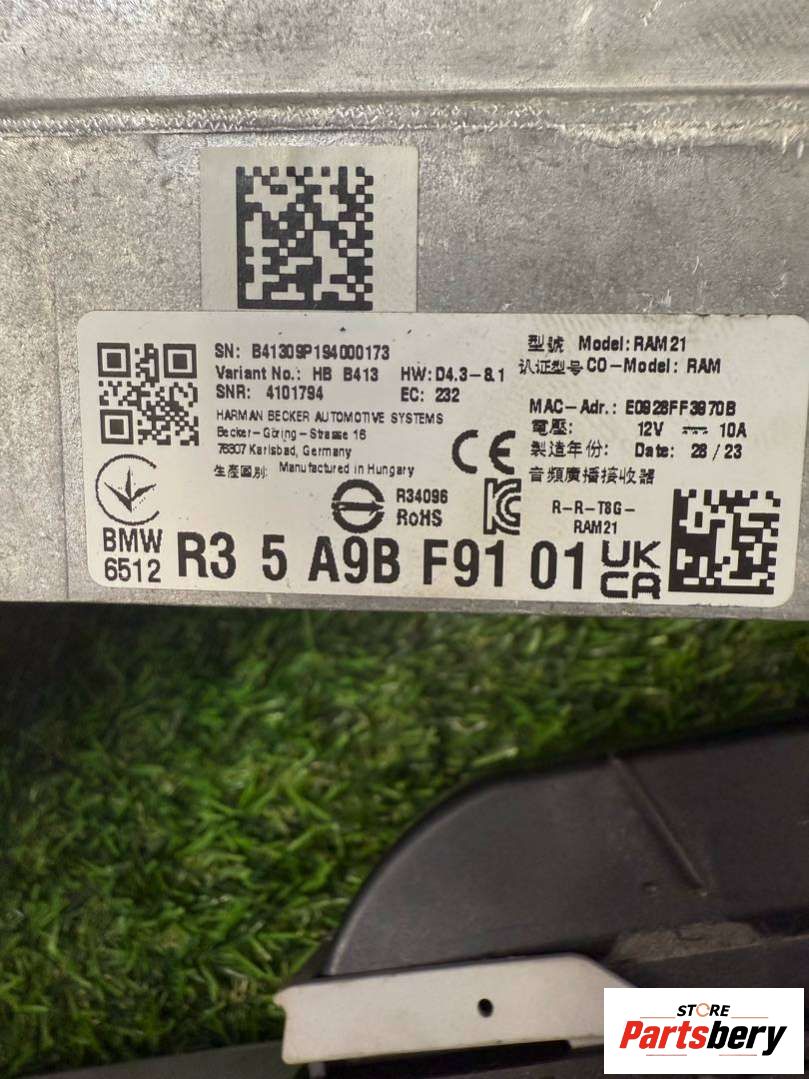 SN: B41309P194000173
Variant No.: HB B413 HW: D4.3-8.1
SNR: 4101794 EC: 232
HARMAN BECKER AUTOMOTIVE SYSTEMS
Becker-Göring-Strasse 16
76307 Karlsbad, Germany
生產國別: Manufactured in Hungary
型號 Model: RAM21
认证型号 CO-Model: RAM
MAC-Adr.: E0928FF3970B
電壓: 12V 10A
製造年份: Date: 28/23
音頻廣播接收器
CE
R34096
RoHS
R-R-T8G-
RAM21
BMW
6512
R3 5 A9B F91 01
UK
CA
STORE
Partsbery